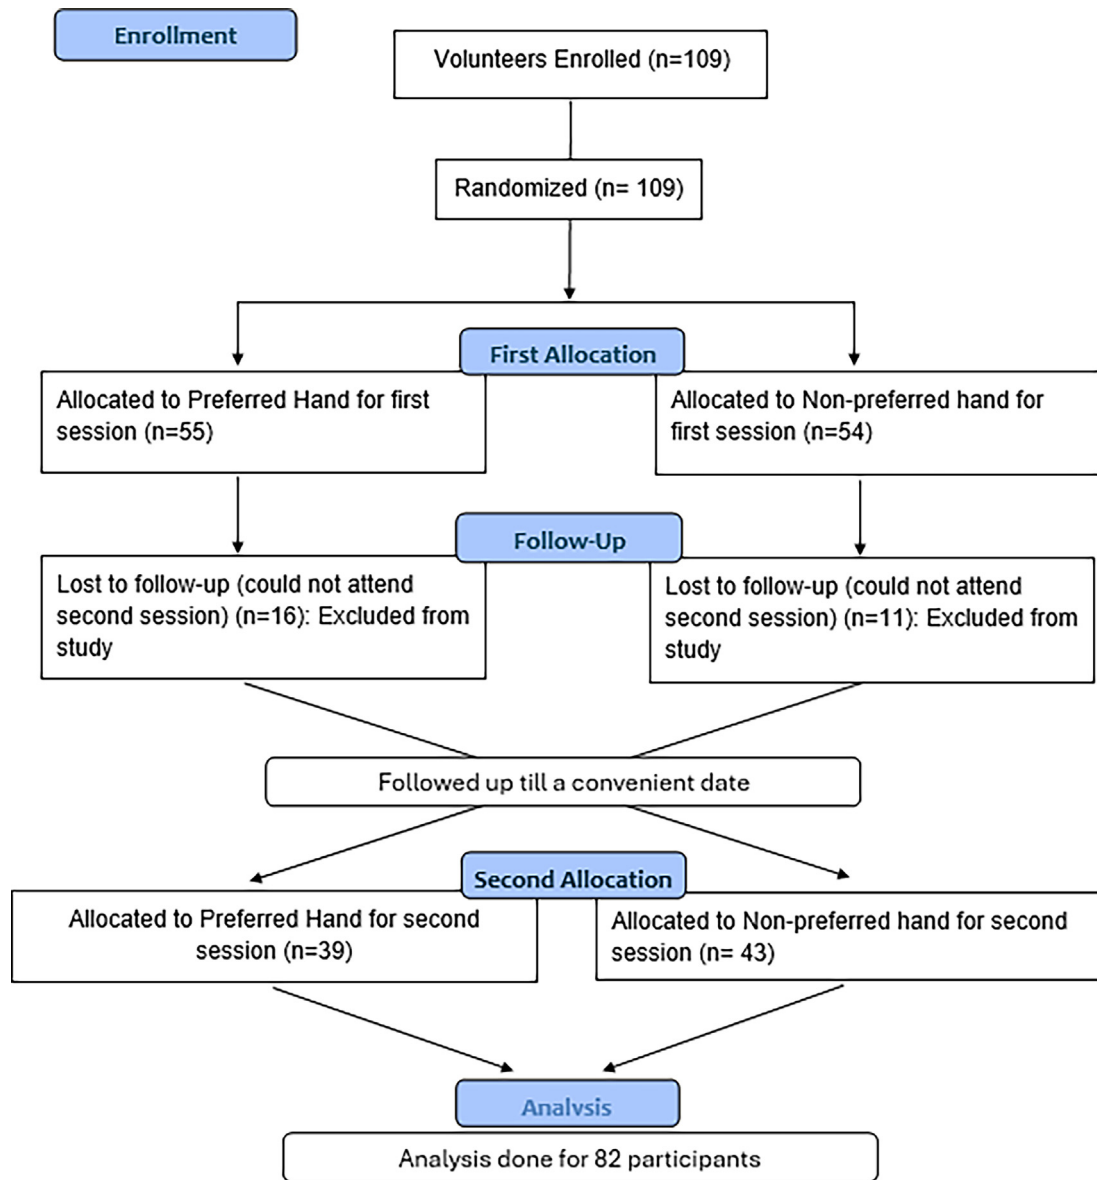 Enrollment
Volunteers Enrolled (n=109)
Randomized (n= 109)
First Allocation
Allocated to Preferred Hand for first
session (n=55)
Allocated to Non-preferred hand for
first session (n=54)
Follow-Up
Lost to follow-up (could not attend
second session) (n=16): Excluded from
study
Lost to follow-up (could not attend
second session) (n=11): Excluded from
study
Followed up till a convenient date
Second Allocation
Allocated to Preferred Hand for second
session (n=39)
Allocated to Non-preferred hand for second
session (n= 43)
Analysis
Analysis done for 82 participants